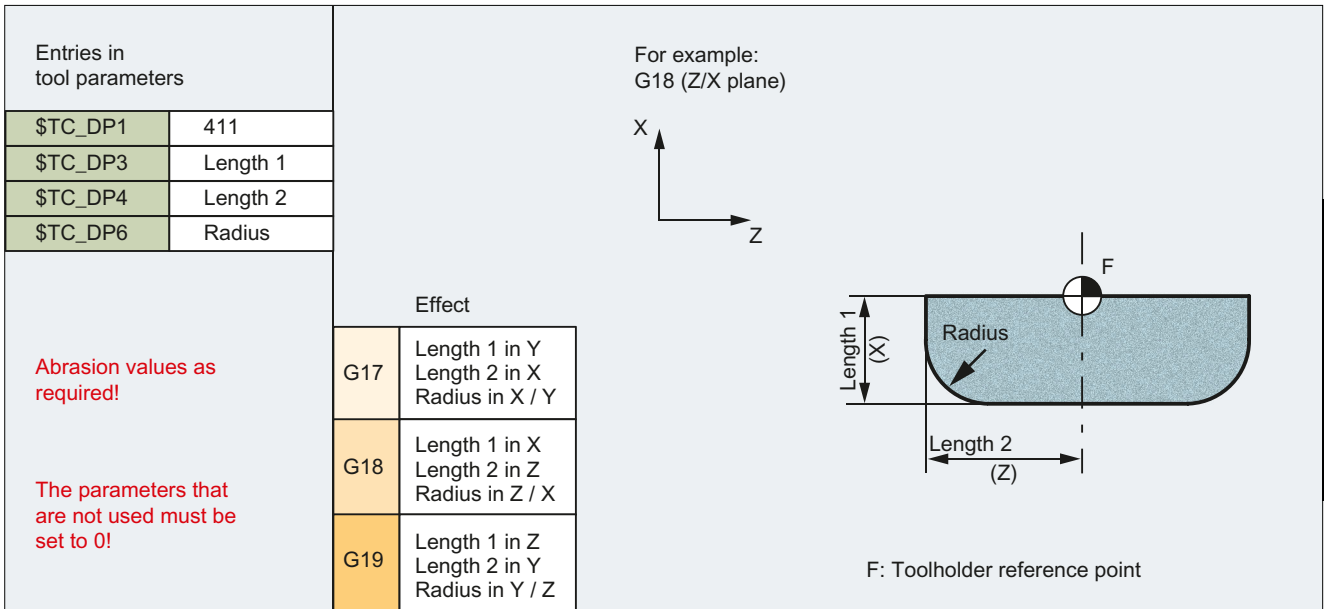 Entries in
tool parameters
$TC_DP1 411
$TC_DP3 Length 1
$TC_DP4 Length 2
$TC_DP6 Radius
Abrasion values as
required!
The parameters that
are not used must be
set to 0!
Effect
G17
Length 1 in Y
Length 2 in X
Radius in X / Y
G18
Length 1 in X
Length 2 in Z
Radius in Z / X
G19
Length 1 in Z
Length 2 in Y
Radius in Y / Z
For example:
G18 (Z/X plane)
X
Z
F
Length 1
(X)
Radius
Length 2
(Z)
F: Toolholder reference point